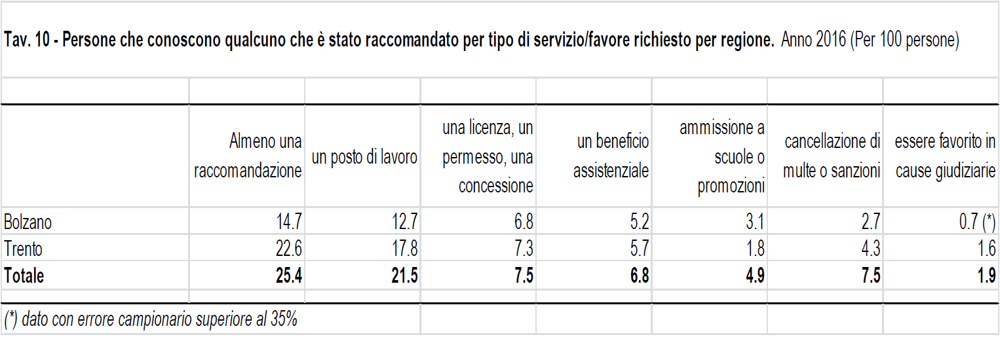 Tav. 10 - Persone che conoscono qualcuno che è stato raccomandato per tipo di servizio/favore richiesto per regione. Anno 2016 (Per 100 persone)
Almeno una raccomandazione un posto di lavoro una licenza, un permesso, una concessione un beneficio assistenziale ammissione a scuole o promozioni cancellazione di multe o sanzioni essere favorito in cause giudiziarie
Bolzano 14.7 12.7 6.8 5.2 3.1 2.7 0.7 (*)
Trento 22.6 17.8 7.3 5.7 1.8 4.3 1.6
Totale 25.4 21.5 7.5 6.8 4.9 7.5 1.9
(*) dato con errore campionario superiore al 35%